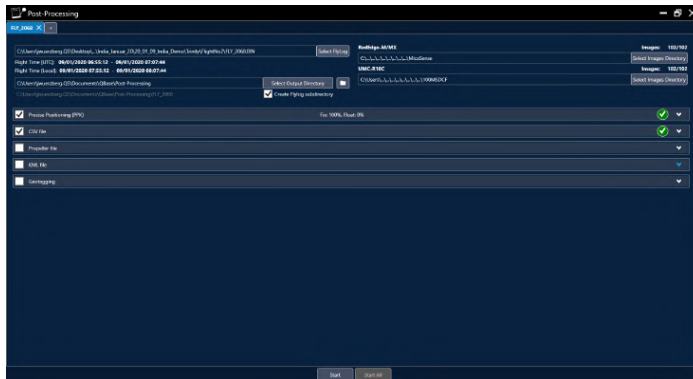 Post-Processing
FLY_2068 X +
Select FlyLog
Flight Time [UTC]: 09/01/2020 06:55:12 - 09/01/2020 07:07:44
Flight Time [Local]: 09/01/2020 07:55:12 - 09/01/2020 08:07:44
Select Output Directory
Create Flylog subdirectory
RedEdge-M/MX Images: 102/102
Select Images Directory
UMC-R10C Images: 102/102
Select Images Directory
Precise Positioning (PPK) Fix: 100%, Float: 0%
CSV file
Propeller file
KML file
Geotagging
Start Start All